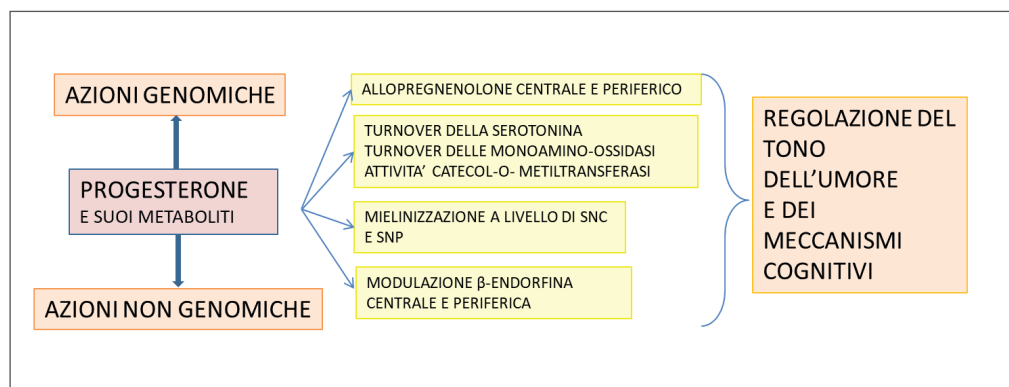 AZIONI GENOMICHE
PROGESTERONE
E SUOI METABOLITI
AZIONI NON GENOMICHE
ALLOPREGNENOLONE CENTRALE E PERIFERICO
TURNOVER DELLA SEROTONINA
TURNOVER DELLE MONOAMINO-OSSIDASI
ATTIVITA’ CATECOL-O- METILTRANSFERASI
MIELINIZZAZIONE A LIVELLO DI SNC
E SNP
MODULAZIONE β-ENDORFINA
CENTRALE E PERIFERICA
REGOLAZIONE DEL
TONO
DELL’UMORE
E DEI
MECCANISMI
COGNITIVI